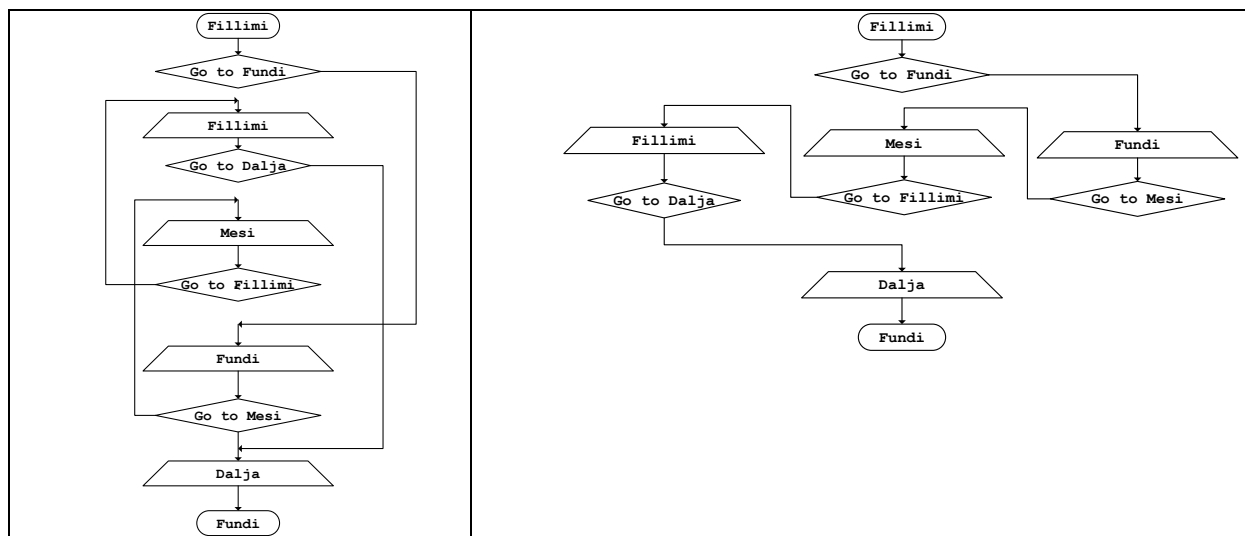 Fillimi
Go to Fundi
Fillimi
Go to Dalja
Mesi
Go to Fillimi
Fundi
Go to Mesi
Dalja
Fundi
Fillimi
Go to Fundi
Fillimi
Mesi
Fundi
Go to Dalja
Go to Fillimi
Go to Mesi
Dalja
Fundi